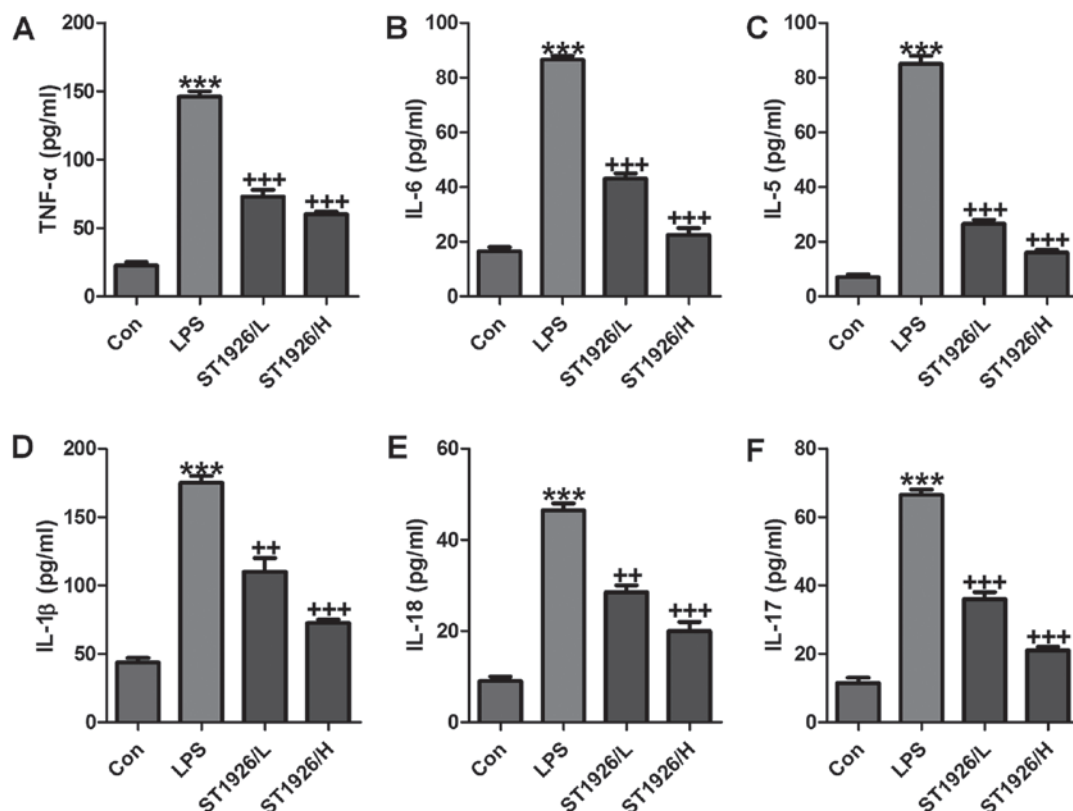 A
TNF-α (pg/ml)
200
150
100
50
0
***
+++
+++
Con
LPS
ST1926/L
ST1926/H
B
IL-6 (pg/ml)
100
80
60
40
20
0
***
+++
+++
Con
LPS
ST1926/L
ST1926/H
C
IL-5 (pg/ml)
100
80
60
40
20
0
***
+++
+++
Con
LPS
ST1926/L
ST1926/H
D
IL-1β (pg/ml)
200
150
100
50
0
***
++
+++
Con
LPS
ST1926/L
ST1926/H
E
IL-18 (pg/ml)
60
40
20
0
***
++
+++
Con
LPS
ST1926/L
ST1926/H
F
IL-17 (pg/ml)
80
60
40
20
0
***
+++
+++
Con
LPS
ST1926/L
ST1926/H